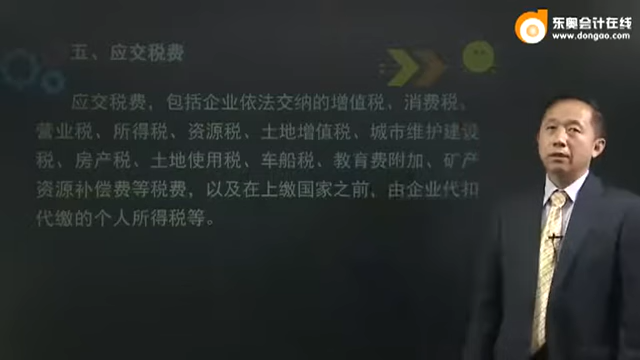 东奥会计在线
www.dongao.com
五、应交税费
应交税费，包括企业依法交纳的增值税、消费税、
营业税、所得税、资源税、土地增值税、城市维护建设
税、房产税、土地使用税、车船税、教育费附加、矿产
资源补偿费等税费，以及在上缴国家之前，由企业代扣
代缴的个人所得税等。